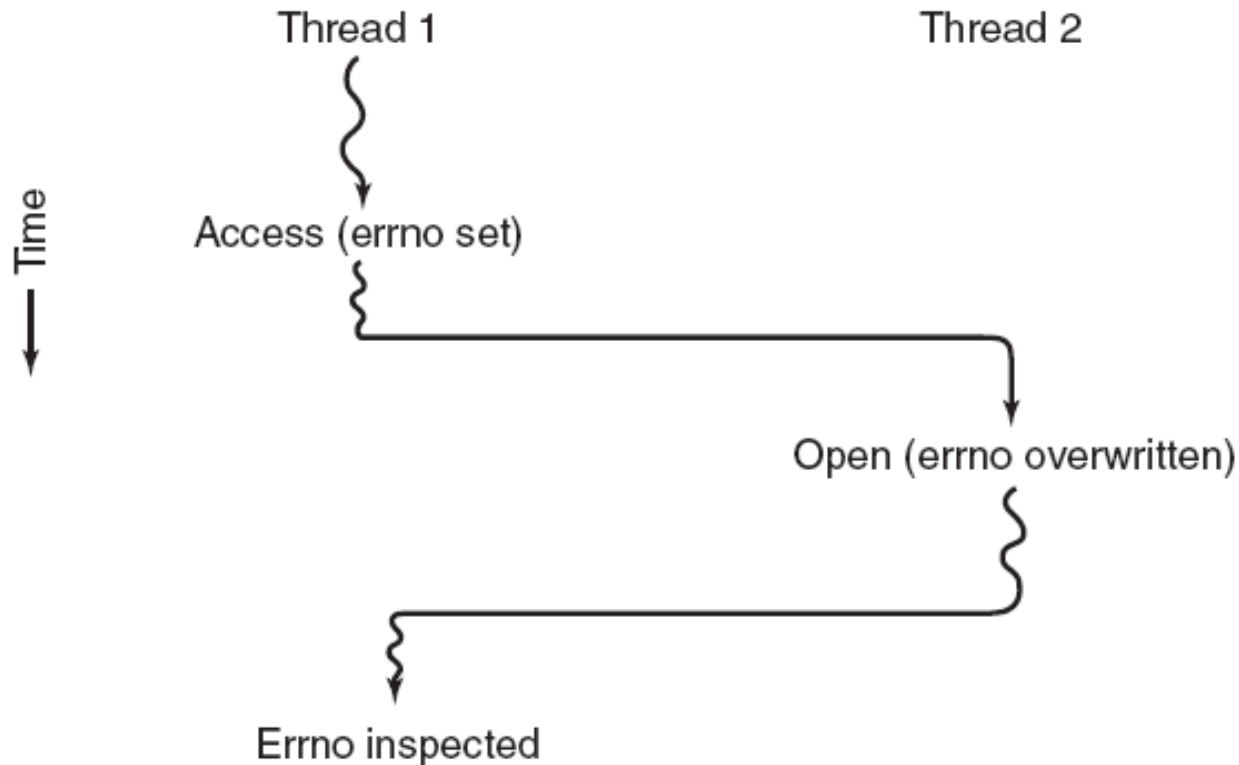 Thread 1
Thread 2
Time
Access (errno set)
Open (errno overwritten)
Errno inspected